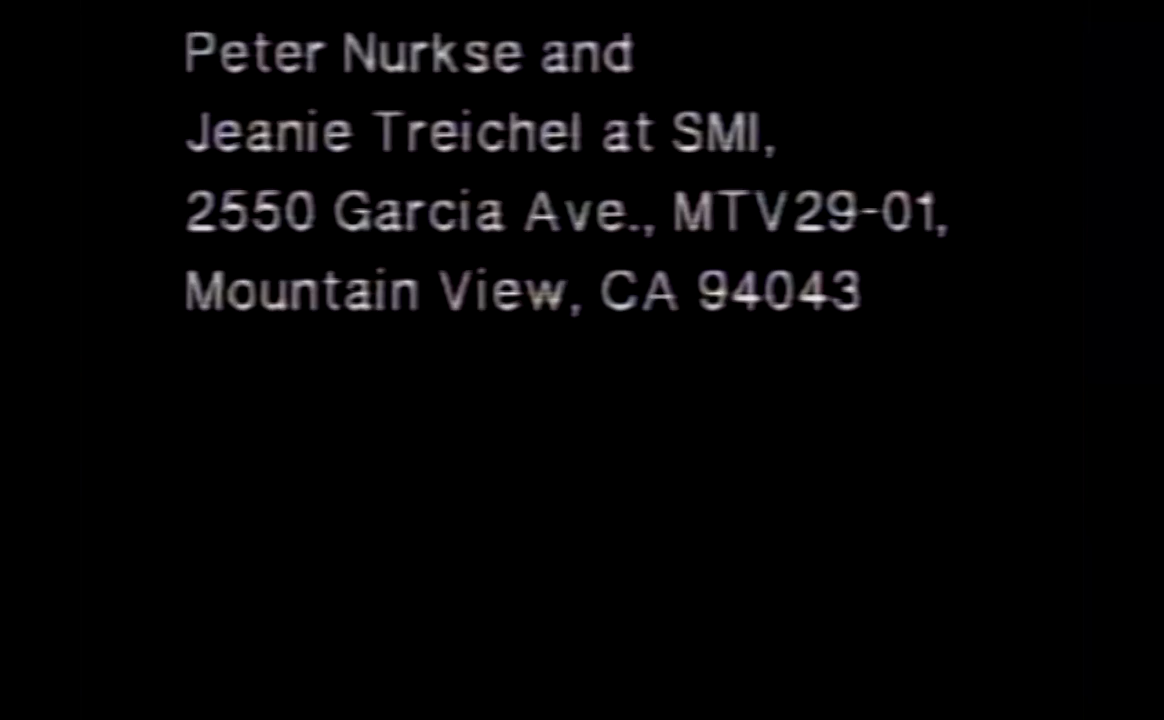 Peter Nurkse and
Jeanie Treichel at SMI,
2550 Garcia Ave., MTV29-01,
Mountain View, CA 94043